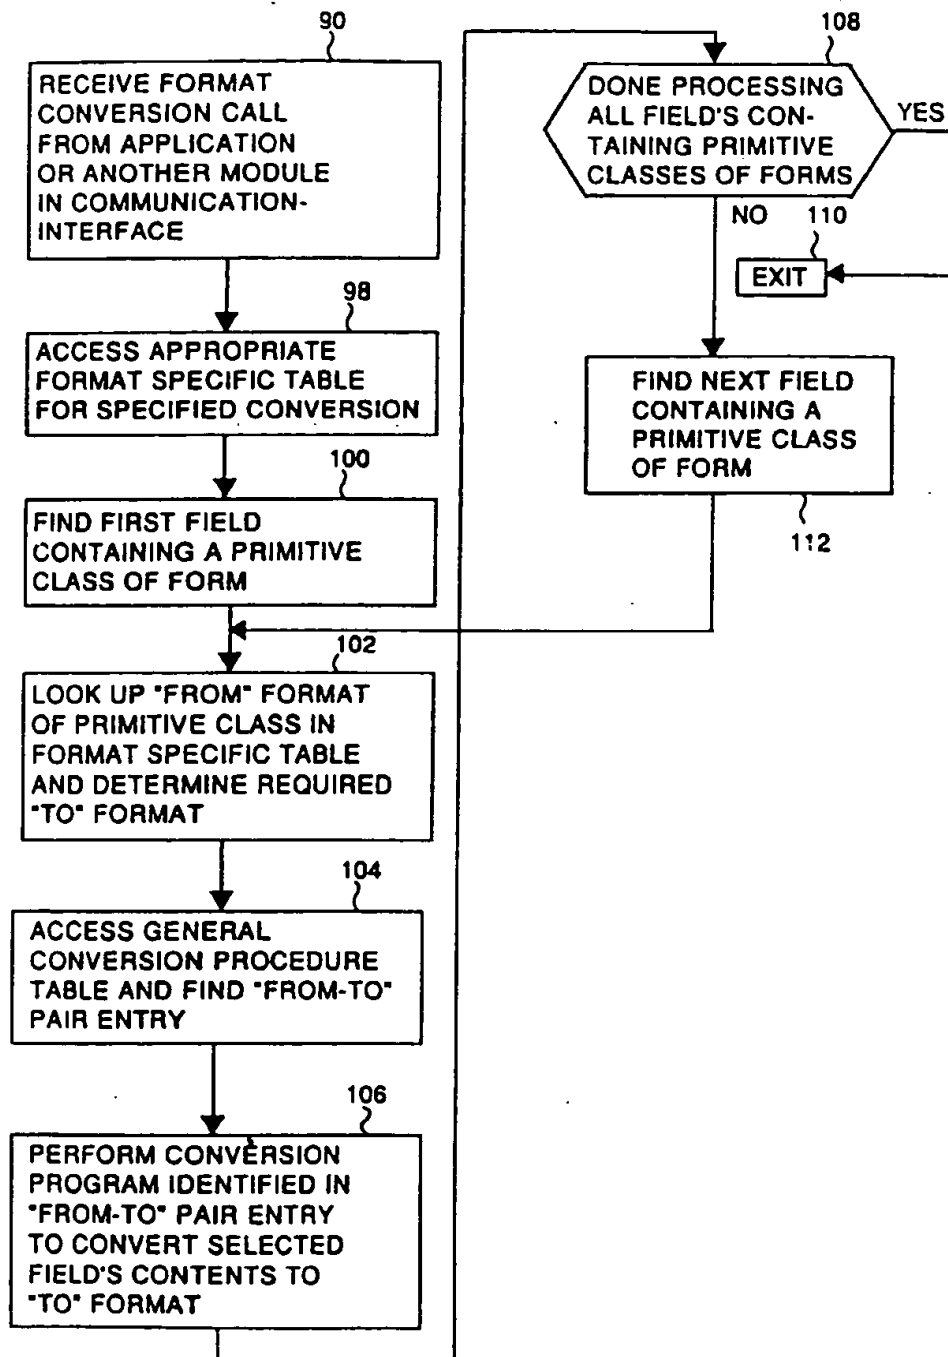 90
RECEIVE FORMAT
CONVERSION CALL
FROM APPLICATION
OR ANOTHER MODULE
IN COMMUNICATION-
INTERFACE
98
ACCESS APPROPRIATE
FORMAT SPECIFIC TABLE
FOR SPECIFIED CONVERSION
100
FIND FIRST FIELD
CONTAINING A PRIMITIVE
CLASS OF FORM
102
LOOK UP "FROM" FORMAT
OF PRIMITIVE CLASS IN
FORMAT SPECIFIC TABLE
AND DETERMINE REQUIRED
"TO" FORMAT
104
ACCESS GENERAL
CONVERSION PROCEDURE
TABLE AND FIND "FROM-TO"
PAIR ENTRY
106
PERFORM CONVERSION
PROGRAM IDENTIFIED IN
"FROM-TO" PAIR ENTRY
TO CONVERT SELECTED
FIELD'S CONTENTS TO
"TO" FORMAT
108
DONE PROCESSING
ALL FIELD'S CON-
TAINING PRIMITIVE
CLASSES OF FORMS
YES
NO
110
EXIT
FIND NEXT FIELD
CONTAINING A
PRIMITIVE CLASS
OF FORM
112